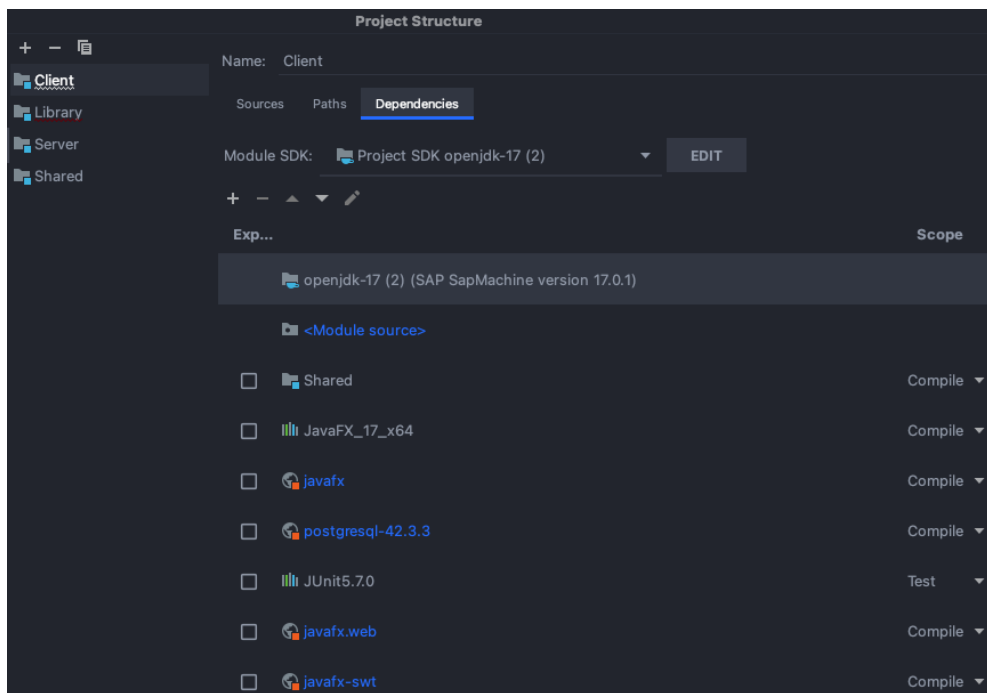 Project Structure
Client
Library
Server
Shared
Name: Client
Sources Paths Dependencies
Module SDK: Project SDK openjdk-17 (2) EDIT
Exp... Scope
openjdk-17 (2) (SAP SapMachine version 17.0.1)
<Module source>
Shared Compile
JavaFX_17_x64 Compile
javafx Compile
postgresql-42.3.3 Compile
JUnit5.7.0 Test
javafx.web Compile
javafx-swt Compile